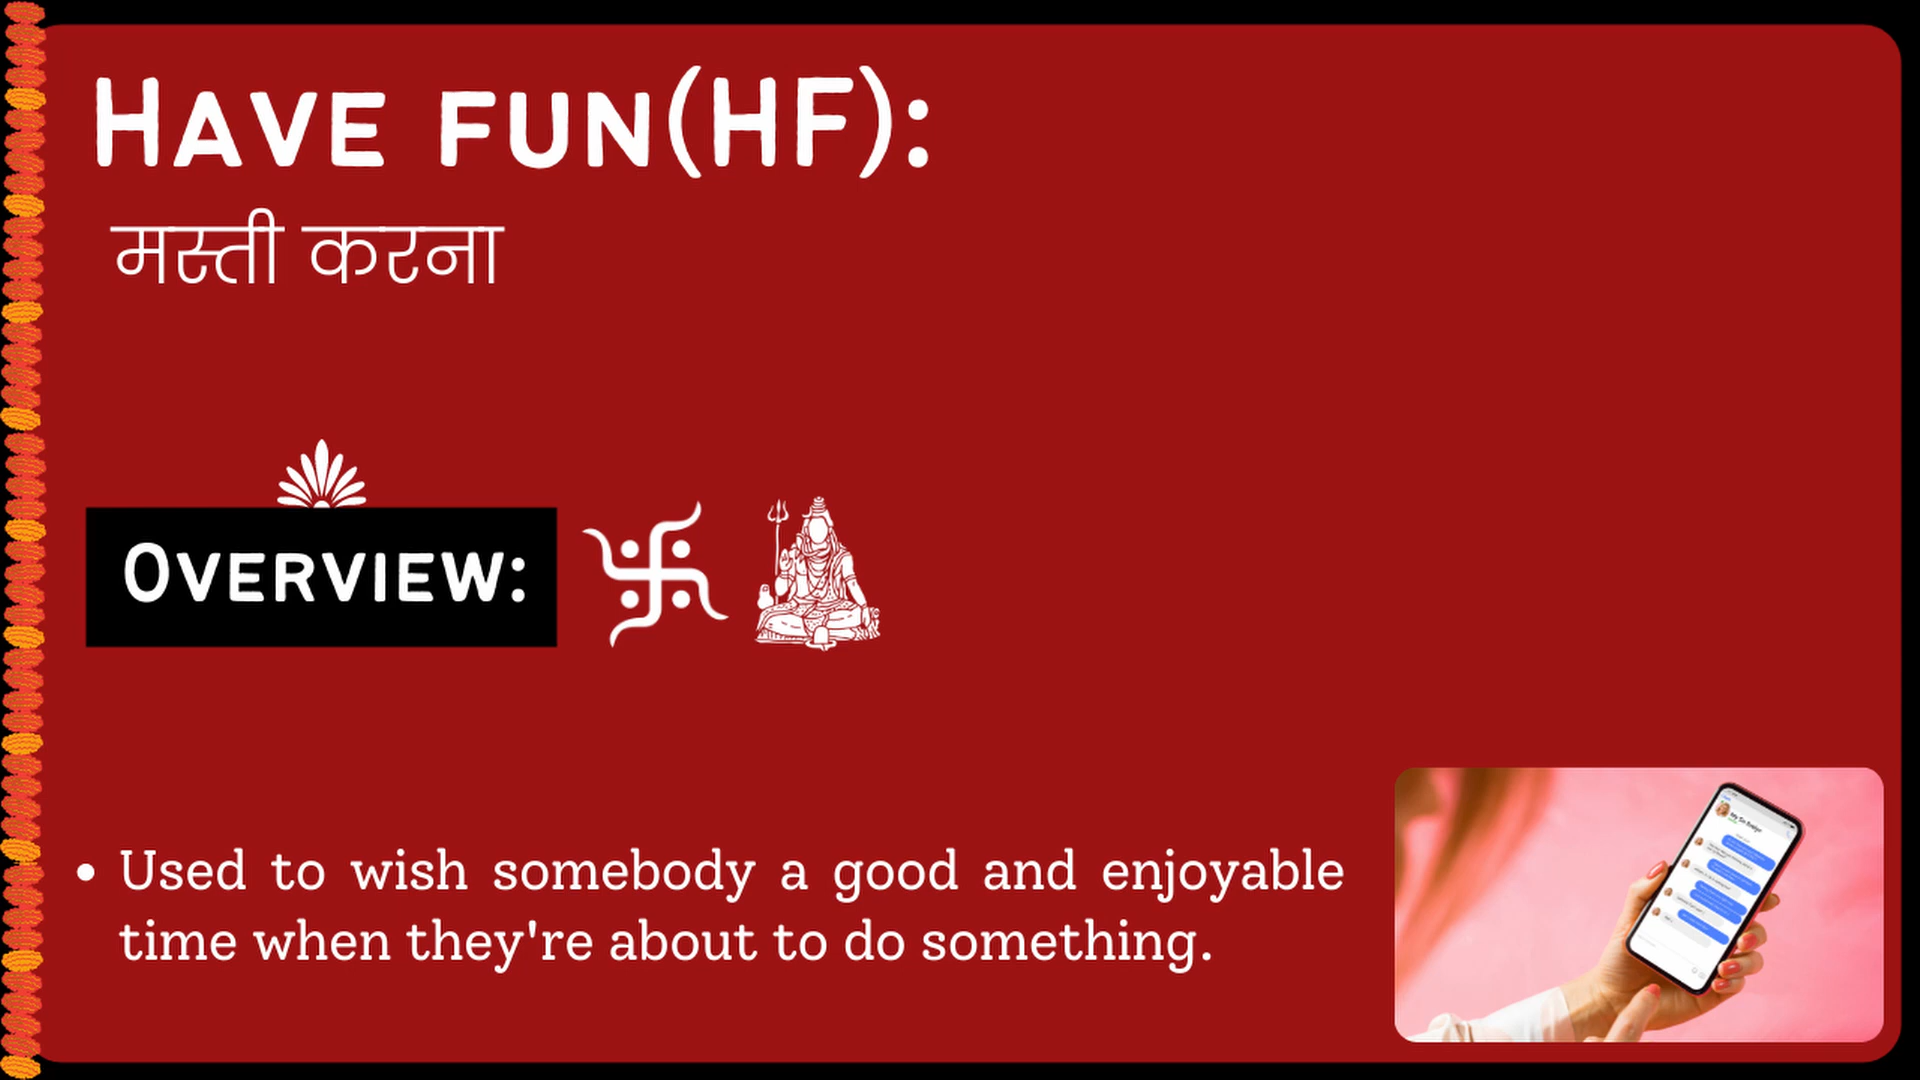 Have fun(HF):
मस्ती करना
Overview:
• Used to wish somebody a good and enjoyable
time when they're about to do something.